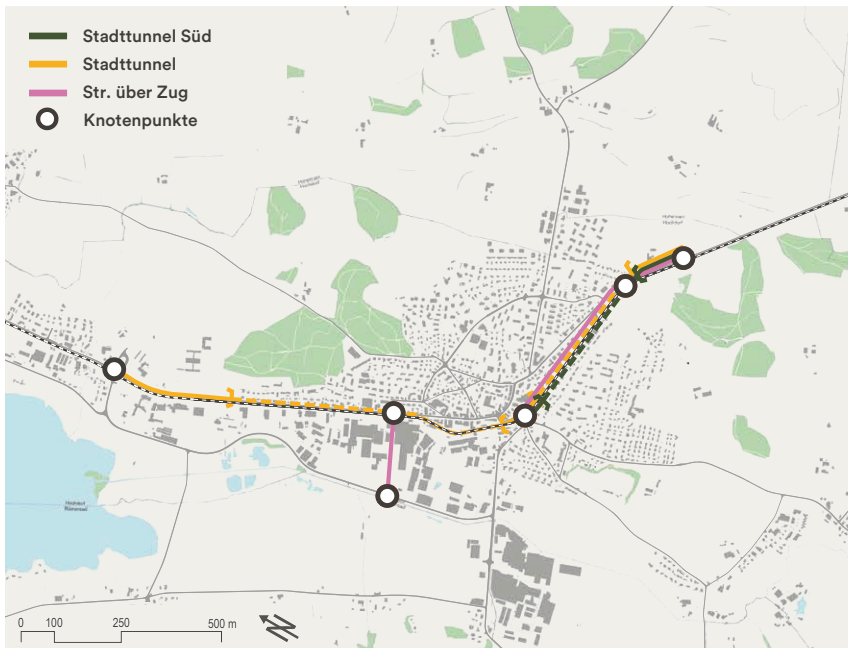 Stadttunnel Süd
Stadttunnel
Str. über Zug
Knotenpunkte
0 100 250 500 m